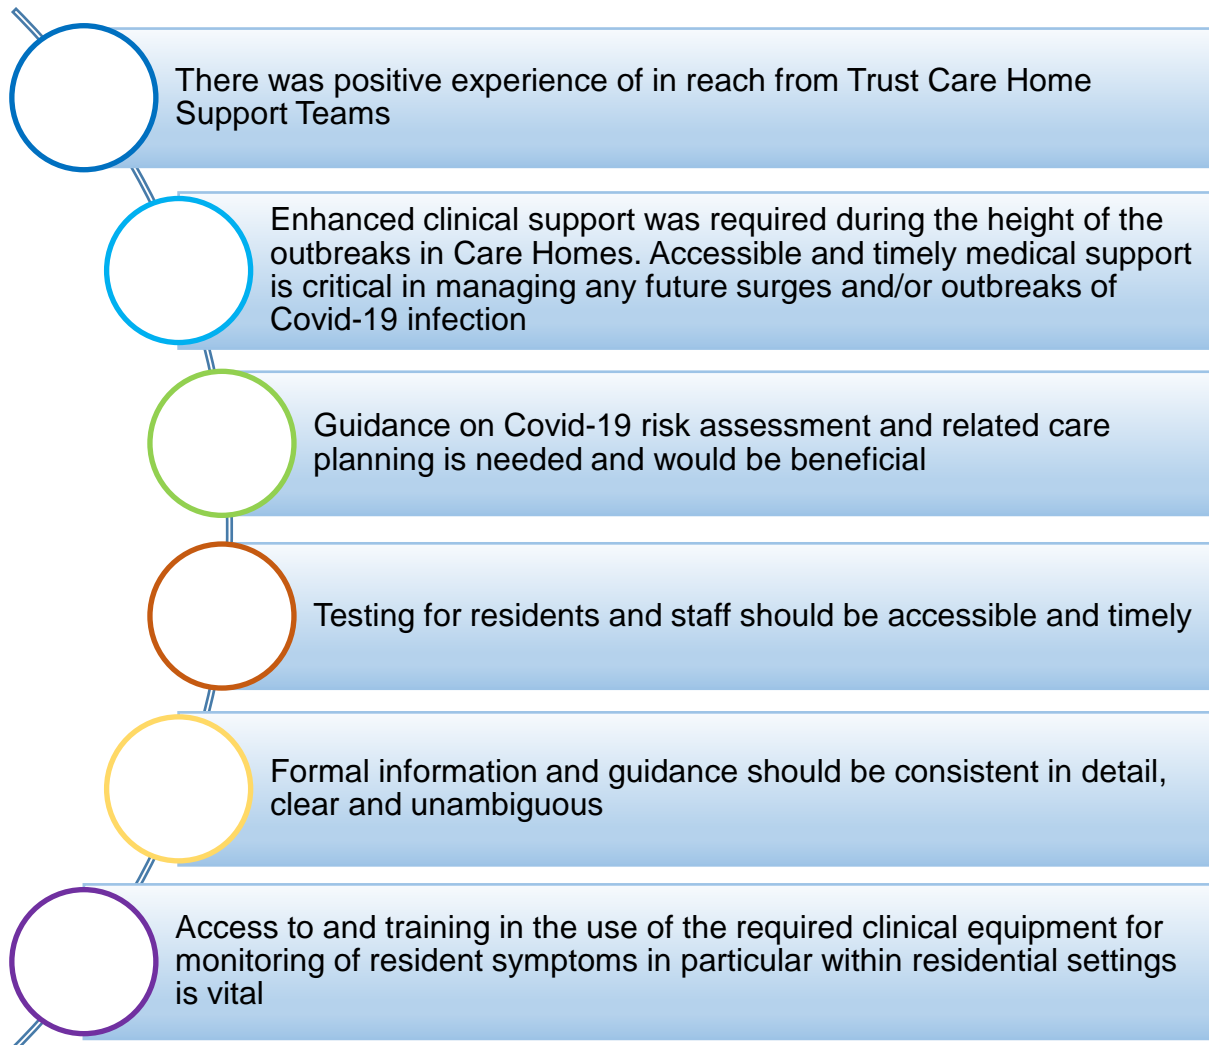 There was positive experience of in reach from Trust Care Home
Support Teams
Enhanced clinical support was required during the height of the
outbreaks in Care Homes. Accessible and timely medical support
is critical in managing any future surges and/or outbreaks of
Covid-19 infection
Guidance on Covid-19 risk assessment and related care
planning is needed and would be beneficial
Testing for residents and staff should be accessible and timely
Formal information and guidance should be consistent in detail,
clear and unambiguous
Access to and training in the use of the required clinical equipment for
monitoring of resident symptoms in particular within residential settings
is vital